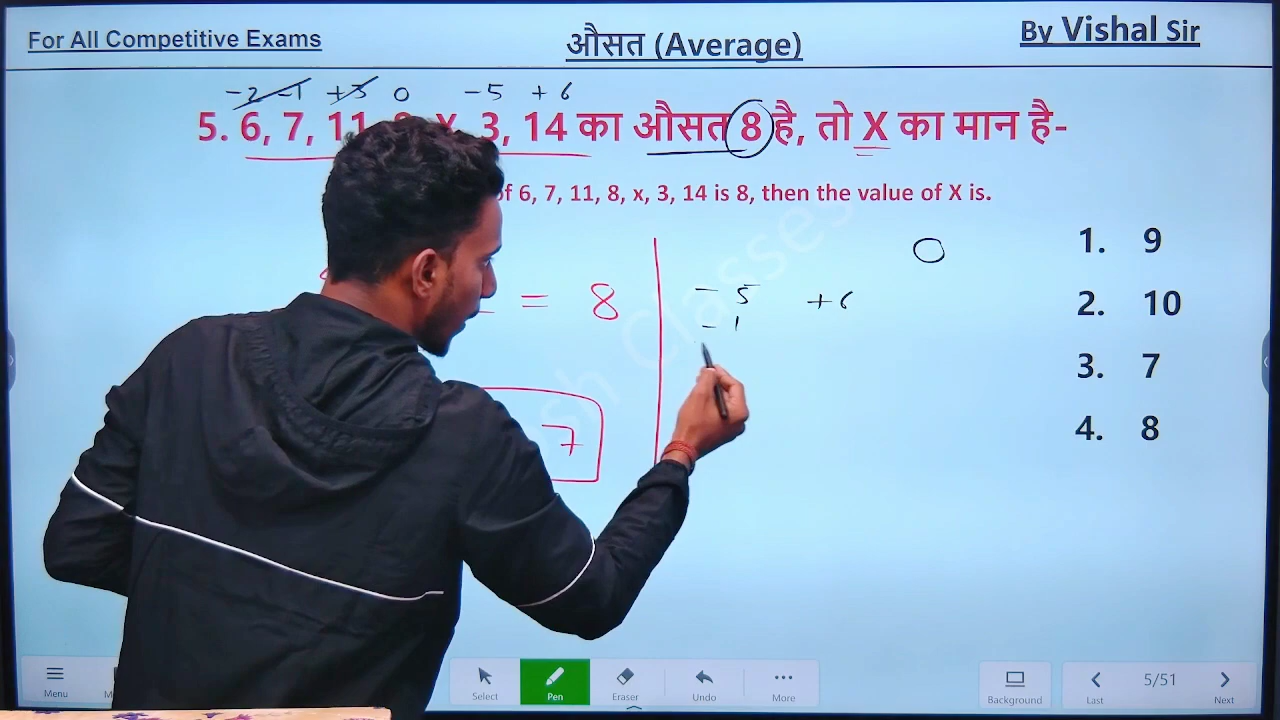 For All Competitive Exams
औसत (Average)
By Vishal Sir
-2 -1 +3 0 -5 +6
5. 6, 7, 11, 8, X, 3, 14 का औसत 8 है, तो X का मान है-
of 6, 7, 11, 8, x, 3, 14 is 8, then the value of X is.
1. 9
2. 10
3. 7
4. 8
= 8
7
0
-5 +6
-1
Classes
Menu
Select
Pen
Eraser
Undo
More
Background
Last
5/51
Next